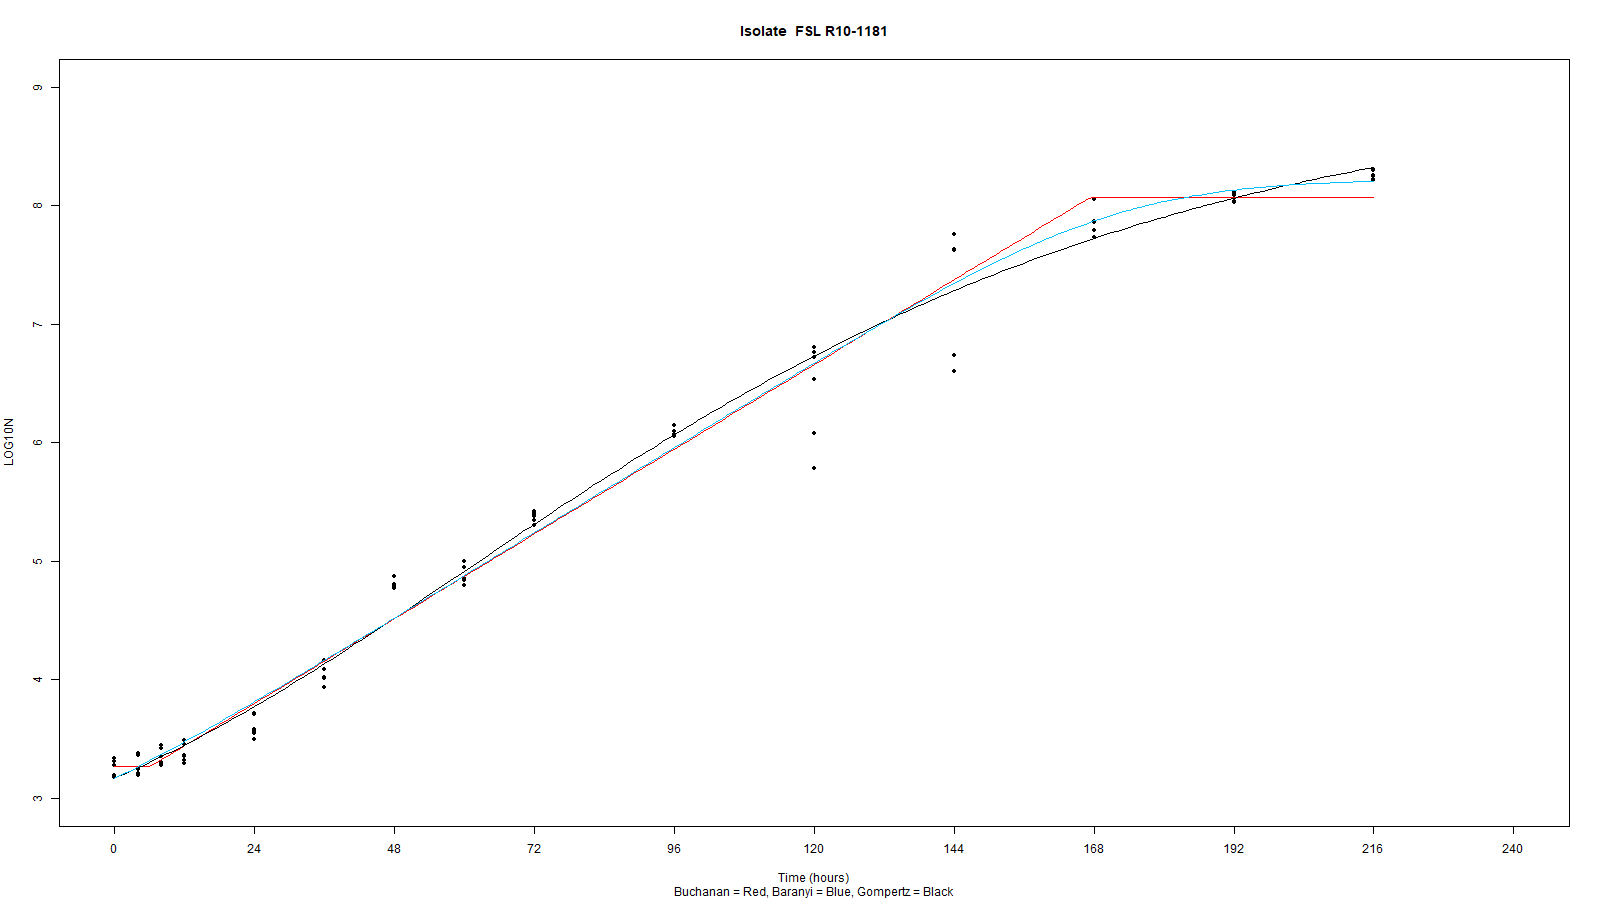 Isolate  FSL R10-1181
9
8
7
6
5
4
3
LOG10N
0 24 48 72 96 120 144 168 192 216 240
Time (hours)
Buchanan = Red, Baranyi = Blue, Gompertz = Black